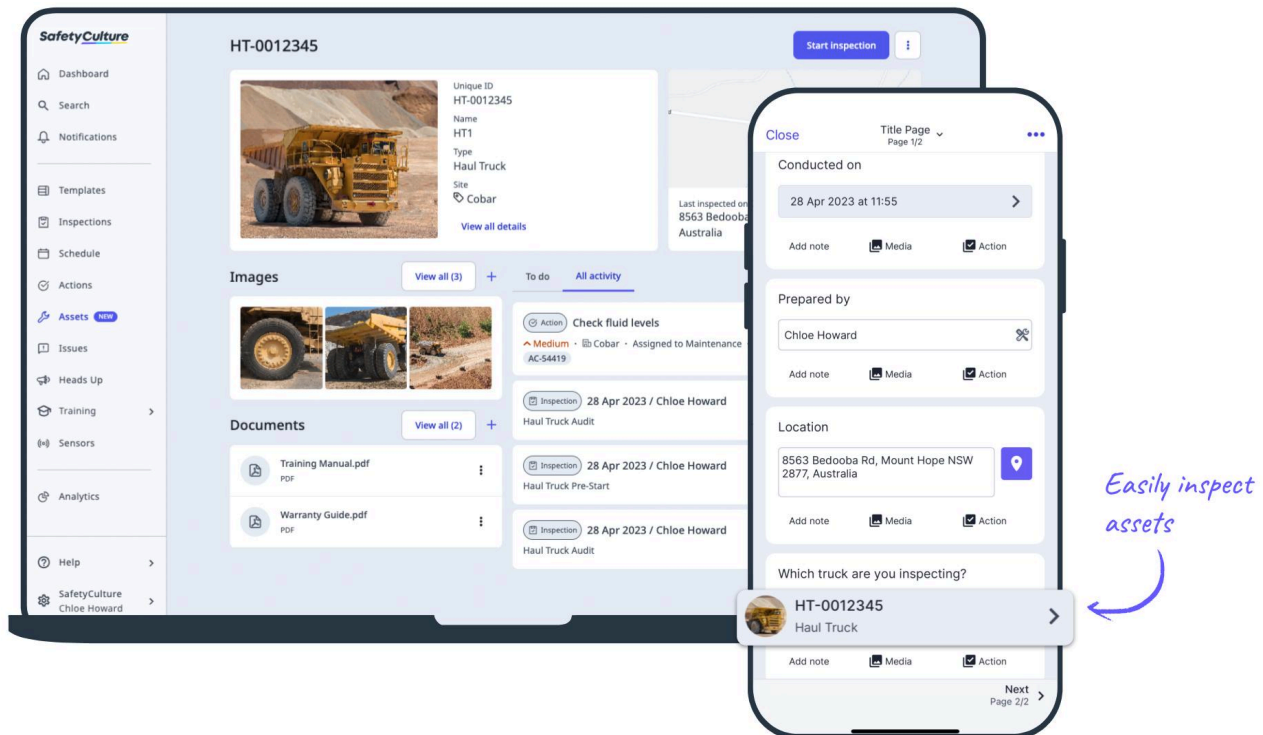 SafetyCulture
Dashboard
Search
Notifications
Templates
Inspections
Schedule
Actions
Assets NEW
Issues
Heads Up
Training
Sensors
Analytics
Help
SafetyCulture
Chloe Howard
HT-0012345
Start inspection
Unique ID
HT-0012345
Name
HT1
Type
Haul Truck
Site
Cobar
View all details
Last inspected on
8563 Bedooba
Australia
Images
View all (3)
Documents
View all (2)
Training Manual.pdf
PDF
Warranty Guide.pdf
PDF
To do All activity
Action Check fluid levels
Medium · Cobar · Assigned to Maintenance
AC-54419
Inspection 28 Apr 2023 / Chloe Howard
Haul Truck Audit
Inspection 28 Apr 2023 / Chloe Howard
Haul Truck Pre-Start
Inspection 28 Apr 2023 / Chloe Howard
Haul Truck Audit
Close
Title Page
Page 1/2
Conducted on
28 Apr 2023 at 11:55
Add note Media Action
Prepared by
Chloe Howard
Add note Media Action
Location
8563 Bedooba Rd, Mount Hope NSW
2877, Australia
Add note Media Action
Which truck are you inspecting?
HT-0012345
Haul Truck
Add note Media Action
Next
Page 2/2
Easily inspect
assets